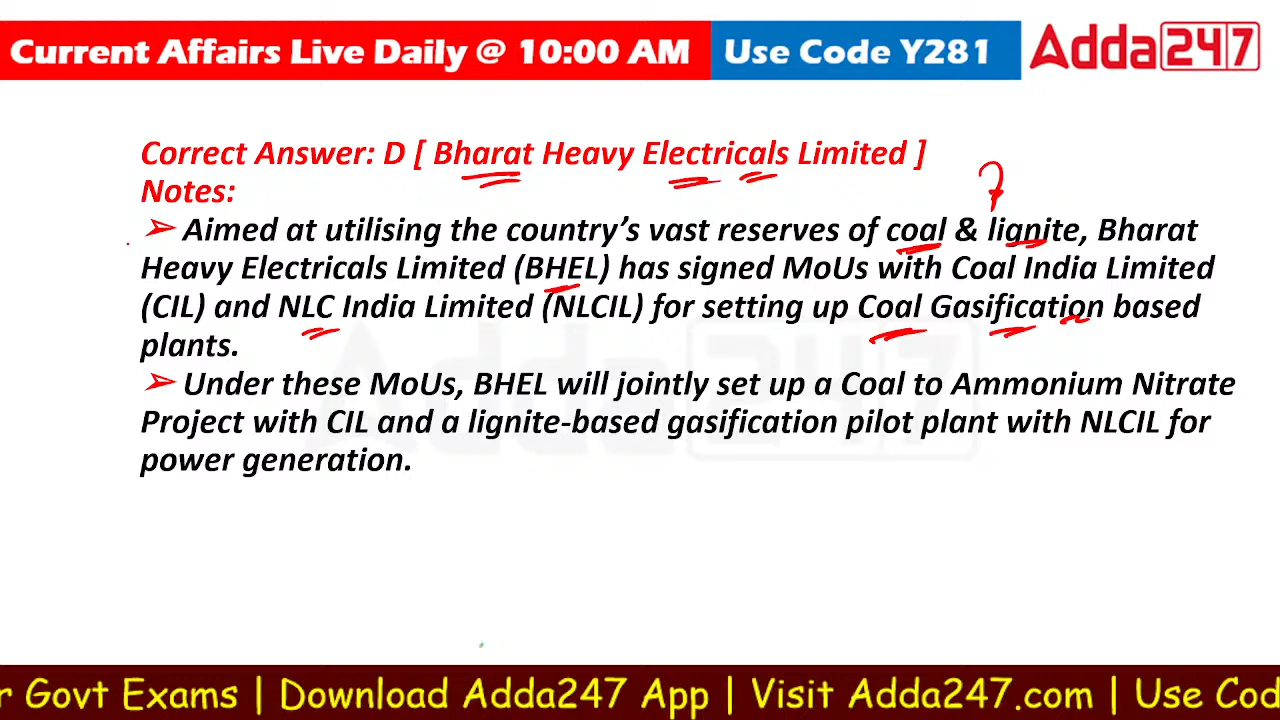 Current Affairs Live Daily @ 10:00 AM Use Code Y281 Adda247
Correct Answer: D [ Bharat Heavy Electricals Limited ]
Notes:
➢ Aimed at utilising the country’s vast reserves of coal & lignite, Bharat
Heavy Electricals Limited (BHEL) has signed MoUs with Coal India Limited
(CIL) and NLC India Limited (NLCIL) for setting up Coal Gasification based
plants.
➢ Under these MoUs, BHEL will jointly set up a Coal to Ammonium Nitrate
Project with CIL and a lignite-based gasification pilot plant with NLCIL for
power generation.
r Govt Exams | Download Adda247 App | Visit Adda247.com | Use Cod